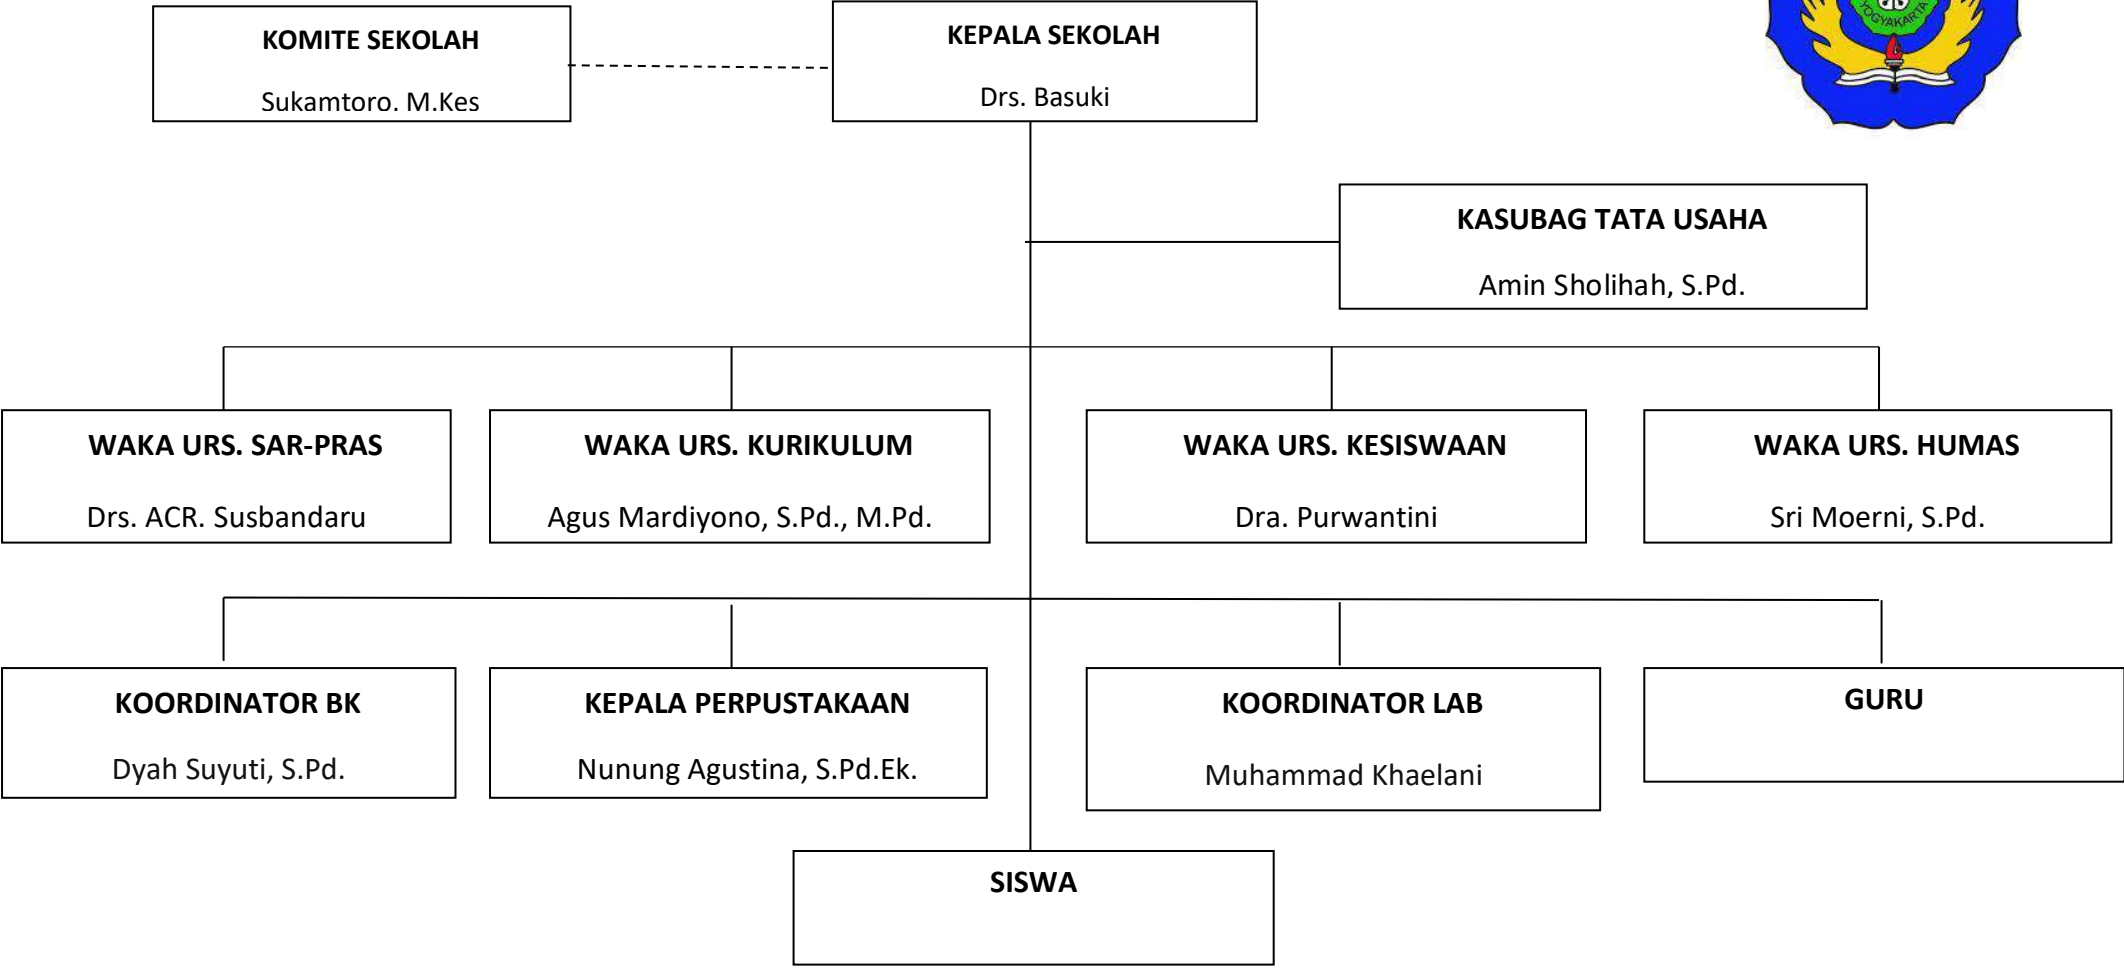 KOMITE SEKOLAH
Sukamtoro. M.Kes
KEPALA SEKOLAH
Drs. Basuki
YOGYAKARTA
KASUBAG TATA USAHA
Amin Sholihah, S.Pd.
WAKA URS. SAR-PRAS
Drs. ACR. Susbandaru
WAKA URS. KURIKULUM
Agus Mardiyono, S.Pd., M.Pd.
WAKA URS. KESISWAAN
Dra. Purwantini
WAKA URS. HUMAS
Sri Moerni, S.Pd.
KOORDINATOR BK
Dyah Suyuti, S.Pd.
KEPALA PERPUSTAKAAN
Nunung Agustina, S.Pd.Ek.
KOORDINATOR LAB
Muhammad Khaelani
GURU
SISWA